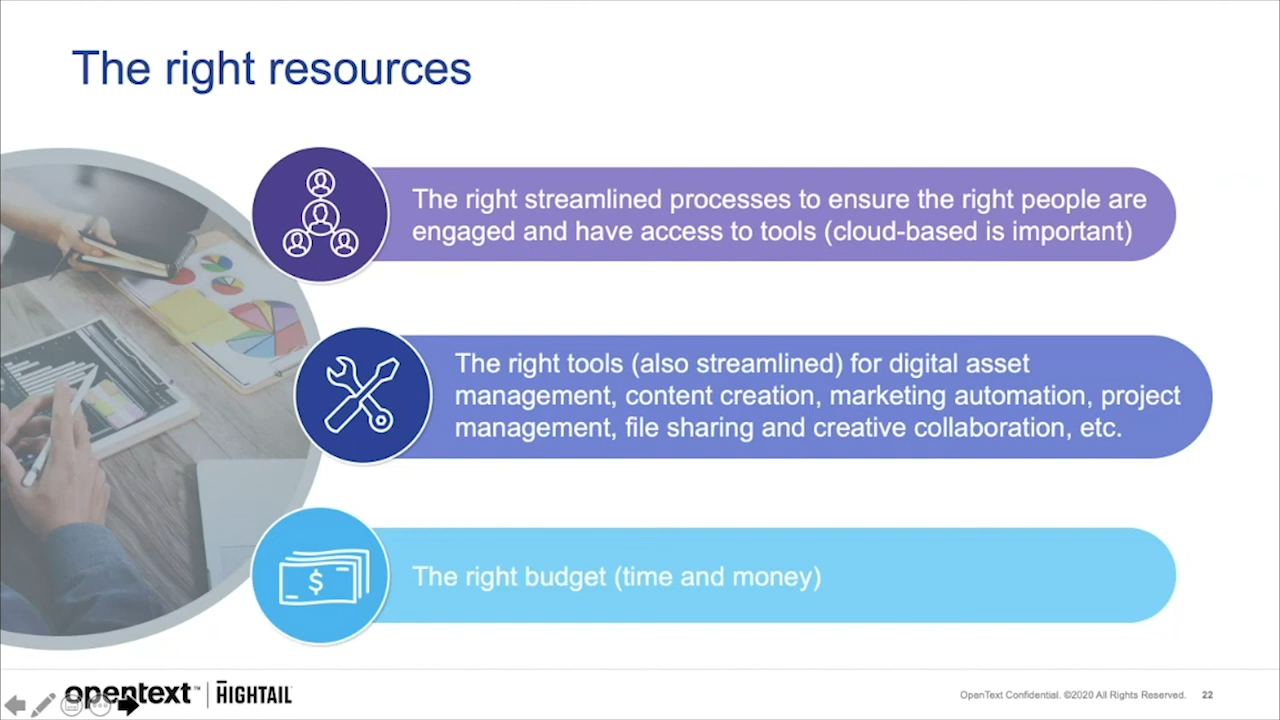 The right resources
The right streamlined processes to ensure the right people are
engaged and have access to tools (cloud-based is important)
The right tools (also streamlined) for digital asset
management, content creation, marketing automation, project
management, file sharing and creative collaboration, etc.
$
The right budget (time and money)
opentext™ | HIGHTAIL
OpenText Confidential. ©2020 All Rights Reserved. 22